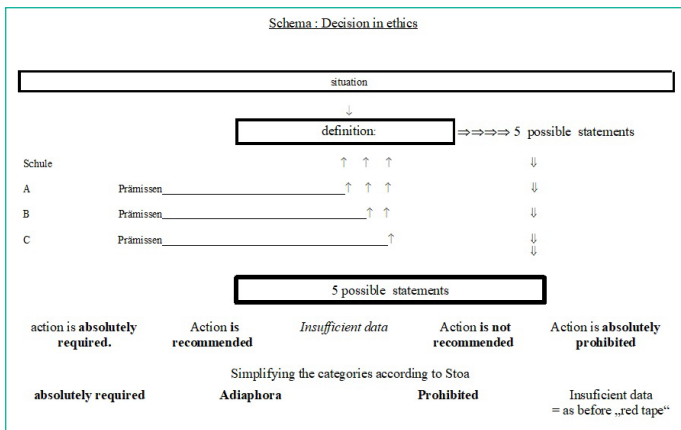 Schema : Decision in ethics
situation
↓
definition:
⇒⇒⇒⇒ 5 possible statements
Schule ↑ ↑ ↑ ⇓
A Prämissen ↑ ↑ ↑ ⇓
B Prämissen ↑ ↑ ⇓
C Prämissen ↑ ⇓
⇓
5 possible statements
action is absolutely required.
Action is recommended
Insufficient data
Action is not recommended
Action is absolutely prohibited
Simplifying the categories according to Stoa
absolutely required
Adiaphora
Prohibited
Insuficient data
= as before „red tape“